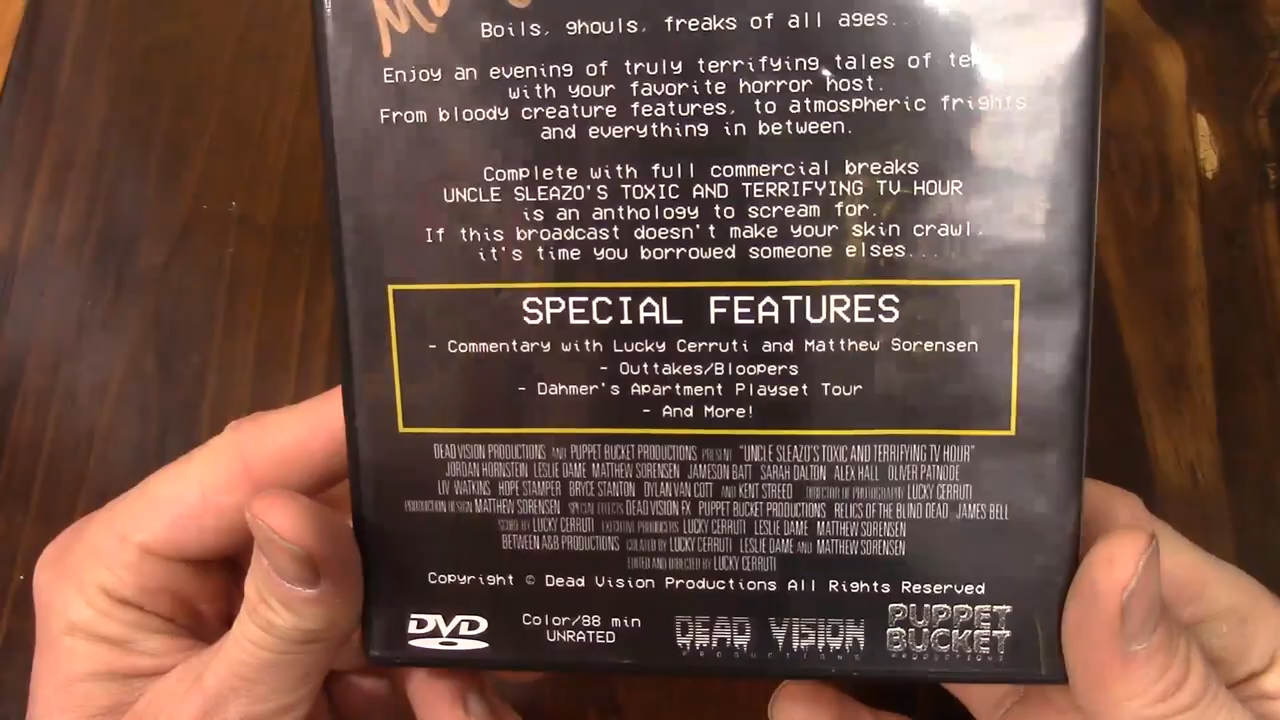 Boils, ghouls, freaks of all ages...
Enjoy an evening of truly terrifying tales of
with your favorite horror host.
From bloody creature features, to atmospheric frights
and everything in between.
Complete with full commercial breaks
UNCLE SLEAZO'S TOXIC AND TERRIFYING TV HOUR
is an anthology to scream for.
If this broadcast doesn't make your skin crawl,
it's time you borrowed someone elses...
SPECIAL FEATURES
- Commentary with Lucky Cerruti and Matthew Sorensen
- Outtakes/Bloopers
- Dahmer's Apartment Playset Tour
- And More!
DEAD VISION PRODUCTIONS AND PUPPET BUCKET PRODUCTIONS PRESENT "UNCLE SLEAZO'S TOXIC AND TERRIFYING TV HOUR"
JORDAN HORNSTEIN LESLIE DAME MATTHEW SORENSEN JAMESON BATT SARAH DALTON ALEX HALL OLIVER PATNODE
LIV WATKINS HOPE STAMPER BRYCE STANTON DYLAN VAN COTT AND KENT STREED DIRECTOR OF PHOTOGRAPHY LUCKY CERRUTI
PRODUCTION DESIGN MATTHEW SORENSEN SPECIAL EFFECTS DEAD VISION FX PUPPET BUCKET PRODUCTIONS RELICS OF THE BLIND DEAD JAMES BELL
SCORE BY LUCKY CERRUTI EXECUTIVE PRODUCERS LUCKY CERRUTI LESLIE DAME MATTHEW SORENSEN
BETWEEN A&B PRODUCTIONS CREATED BY LUCKY CERRUTI LESLIE DAME AND MATTHEW SORENSEN
EDITED AND DIRECTED BY LUCKY CERRUTI
Copyright © Dead Vision Productions All Rights Reserved
DVD
Color/88 min
UNRATED
DEAD VISION
PRODUCTIONS
PUPPET
BUCKET
PRODUCTIONS